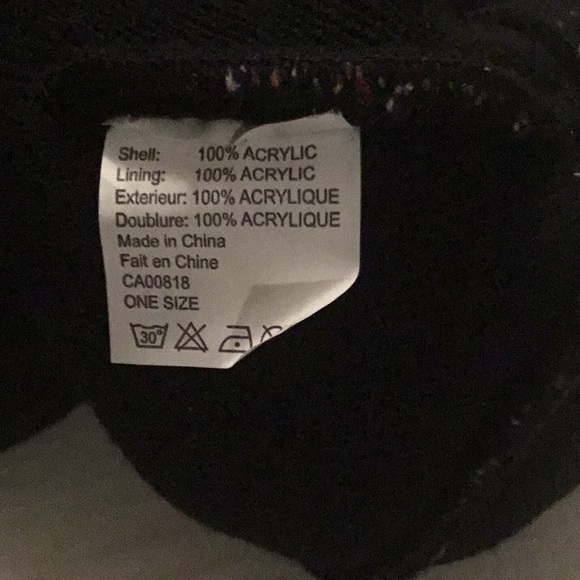 Shell: 100% ACRYLIC
Lining: 100% ACRYLIC
Exterieur: 100% ACRYLIQUE
Doublure: 100% ACRYLIQUE
Made in China
Fait en Chine
CA00818
ONE SIZE
30°